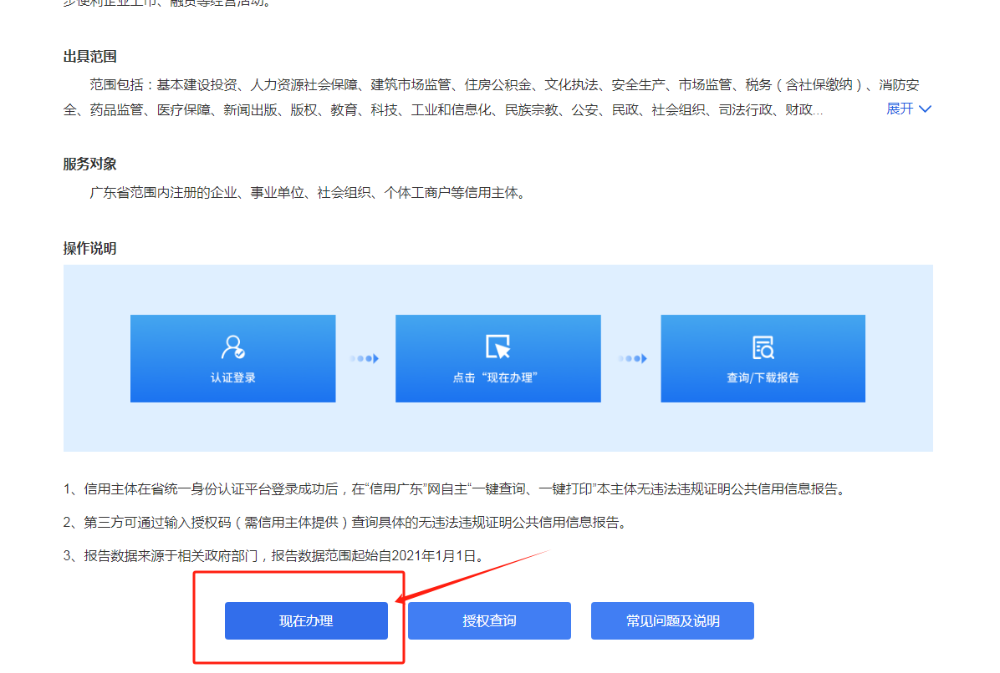 步便利企业上市、融资等经营活动。
出具范围
范围包括：基本建设投资、人力资源社会保障、建筑市场监管、住房公积金、文化执法、安全生产、市场监管、税务（含社保缴纳）、消防安
全、药品监管、医疗保障、新闻出版、版权、教育、科技、工业和信息化、民族宗教、公安、民政、社会组织、司法行政、财政... 展开
服务对象
广东省范围内注册的企业、事业单位、社会组织、个体工商户等信用主体。
操作说明
认证登录 点击“现在办理” 查询/下载报告
1、信用主体在省统一身份认证平台登录成功后，在“信用广东”网自主“一键查询、一键打印”本主体无违法违规证明公共信用信息报告。
2、第三方可通过输入授权码（需信用主体提供）查询具体的无违法违规证明公共信用信息报告。
3、报告数据来源于相关政府部门，报告数据范围起始自2021年1月1日。
现在办理 授权查询 常见问题及说明